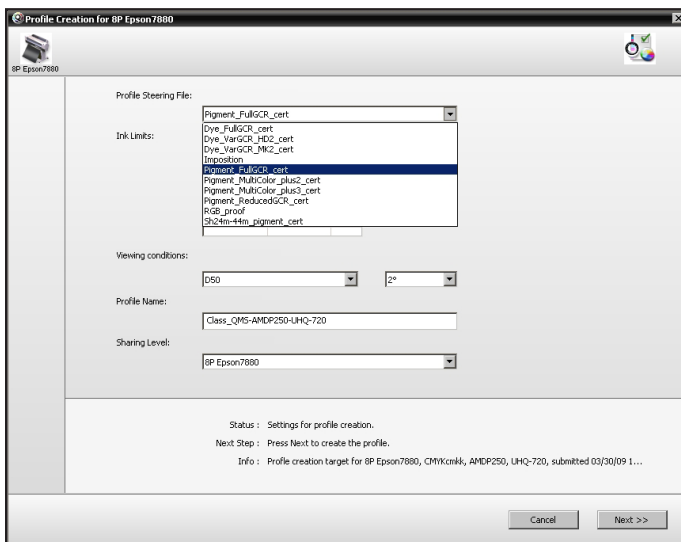 Profile Creation for 8P Epson7880
8P Epson7880
Profile Steering File:
Pigment_FullGCR_cert
Ink Limits:
Dye_FullGCR_cert
Dye_VarGCR_HD2_cert
Dye_VarGCR_MK2_cert
Imposition
Pigment_FullGCR_cert
Pigment_MultiColor_plus2_cert
Pigment_MultiColor_plus3_cert
Pigment_ReducedGCR_cert
RGB_proof
Sh24m-44m_pigment_cert
Viewing conditions:
D50
2°
Profile Name:
Class_QMS-AMDP250-UHQ-720
Sharing Level:
8P Epson7880
Status : Settings for profile creation.
Next Step : Press Next to create the profile.
Info : Profile creation target for 8P Epson7880, CMYKcmkk, AMDP250, UHQ-720, submitted 03/30/09 1...
Cancel
Next >>